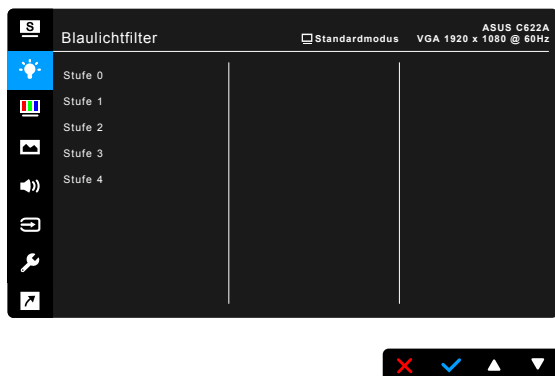 S
Blaulichtfilter
Standardmodus
ASUS C622A
VGA 1920 x 1080 @ 60Hz
Stufe 0
Stufe 1
Stufe 2
Stufe 3
Stufe 4